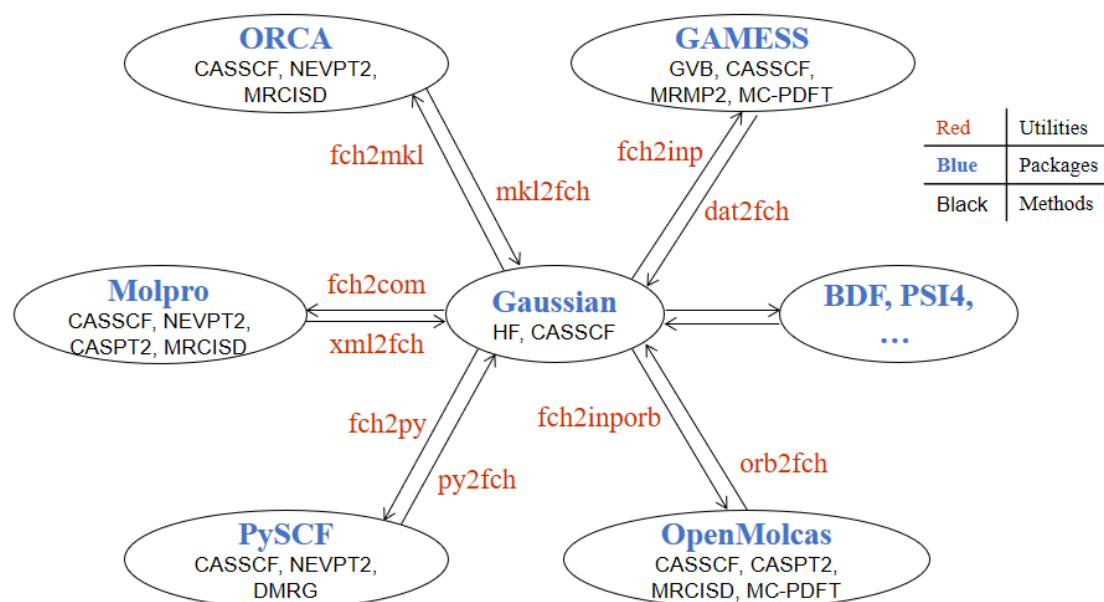 ORCA
CASSCF, NEVPT2,
MRCISD
GAMESS
GVB, CASSCF,
MRMP2, MC-PDFT
Red Utilities
Blue Packages
Black Methods
fch2mkl
mkl2fch
fch2inp
dat2fch
Molpro
CASSCF, NEVPT2,
CASPT2, MRCISD
fch2com
xml2fch
Gaussian
HF, CASSCF
BDF, PSI4,
...
fch2py
py2fch
fch2inporb
orb2fch
PySCF
CASSCF, NEVPT2,
DMRG
OpenMolcas
CASSCF, CASPT2,
MRCISD, MC-PDFT